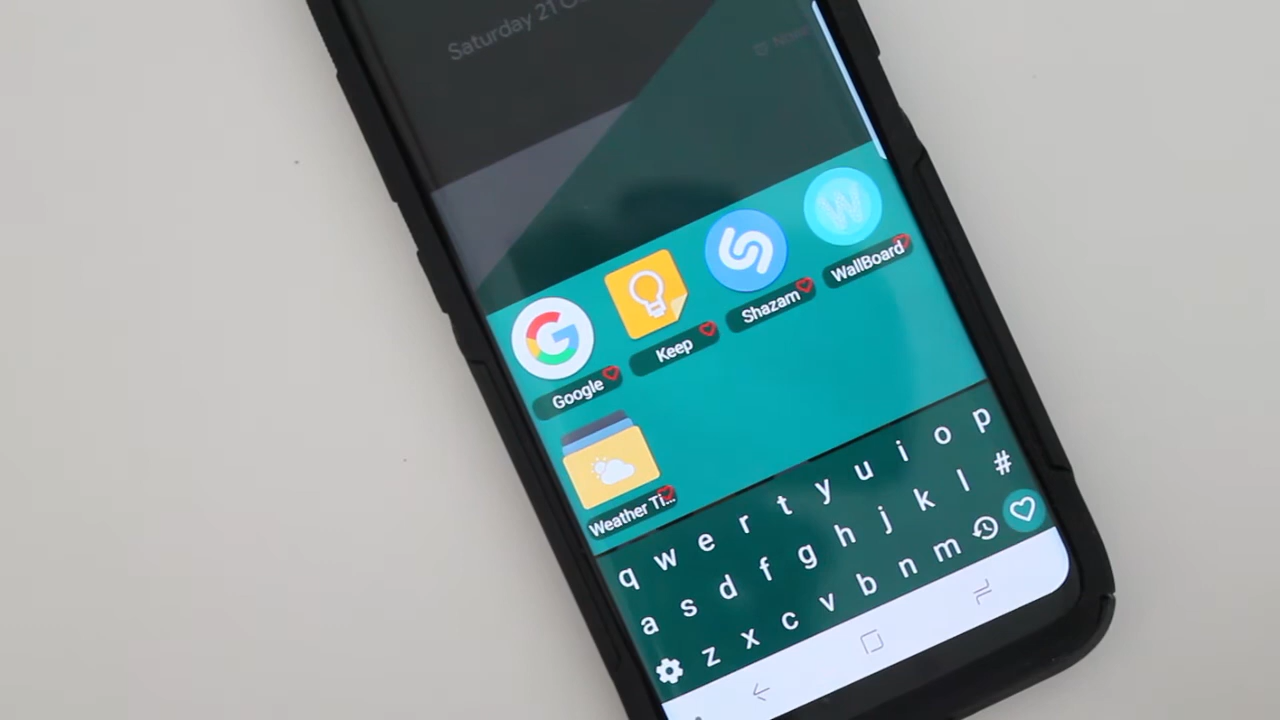 Saturday 21
W
WallBoard
Shazam
Keep
G
Google
Weather Ti...
q w e r t y u i o p
a s d f g h j k l #
z x c v b n m